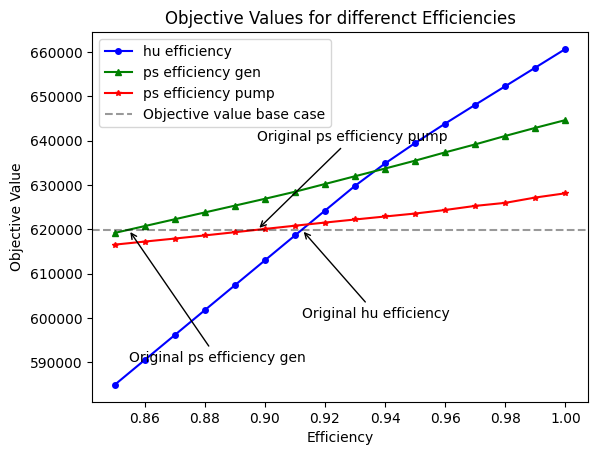 Objective Values for differenct Efficiencies
hu efficiency
ps efficiency gen
ps efficiency pump
Objective value base case
Original ps efficiency pump
Original hu efficiency
Original ps efficiency gen
Objective Value
660000
650000
640000
630000
620000
610000
600000
590000
0.86 0.88 0.90 0.92 0.94 0.96 0.98 1.00
Efficiency